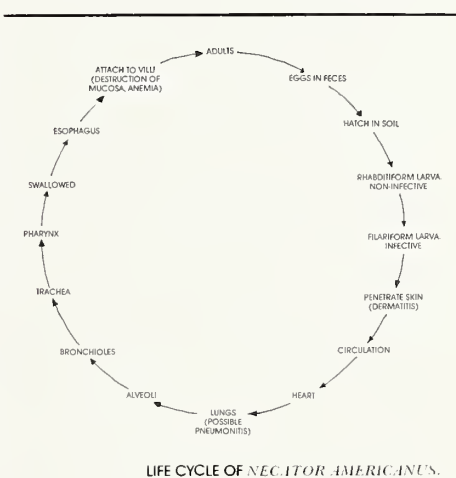 ADULTS
EGGS IN FECES
HATCH IN SOIL
RHABDITIFORM LARVA
NON-INFECTIVE
FILARIFORM LARVA
INFECTIVE
PENETRATE SKIN
(DERMATITIS)
CIRCULATION
HEART
LUNGS
(POSSIBLE
PNEUMONITIS)
ALVEOLI
BRONCHIOLES
TRACHEA
PHARYNX
SWALLOWED
ESOPHAGUS
ATTACH TO VILLI
(DESTRUCTION OF
MUCOSA, ANEMIA)
LIFE CYCLE OF NECATOR AMERICANUS.